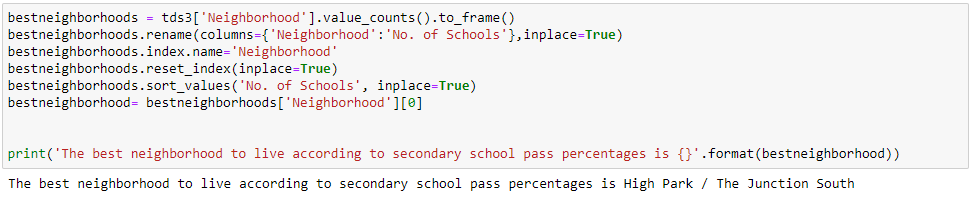 bestneighborhoods = tds3['Neighborhood'].value_counts().to_frame()
bestneighborhoods.rename(columns={'Neighborhood':'No. of Schools'},inplace=True)
bestneighborhoods.index.name='Neighborhood'
bestneighborhoods.reset_index(inplace=True)
bestneighborhoods.sort_values('No. of Schools', inplace=True)
bestneighborhood= bestneighborhoods['Neighborhood'][0]
print('The best neighborhood to live according to secondary school pass percentages is {}'.format(bestneighborhood))
The best neighborhood to live according to secondary school pass percentages is High Park / The Junction South